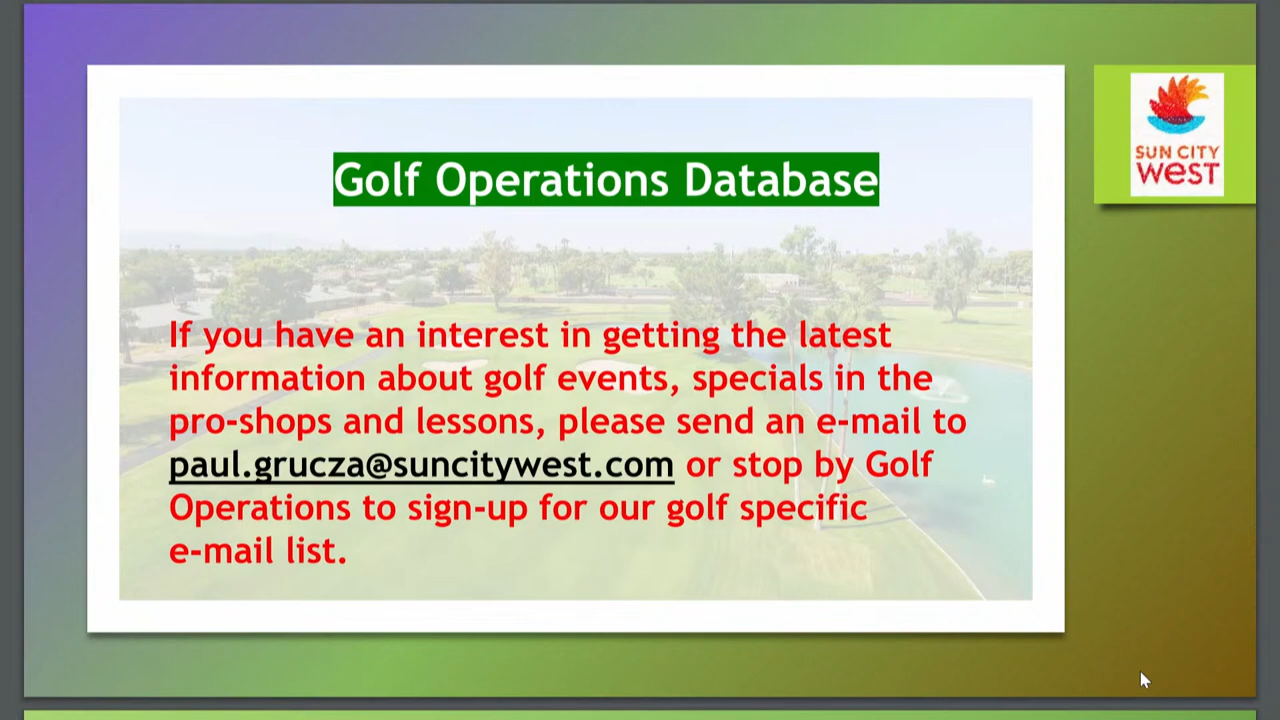 Golf Operations Database
SUN CITY
WEST
If you have an interest in getting the latest
information about golf events, specials in the
pro-shops and lessons, please send an e-mail to
paul.grucza@suncitywest.com or stop by Golf
Operations to sign-up for our golf specific
e-mail list.